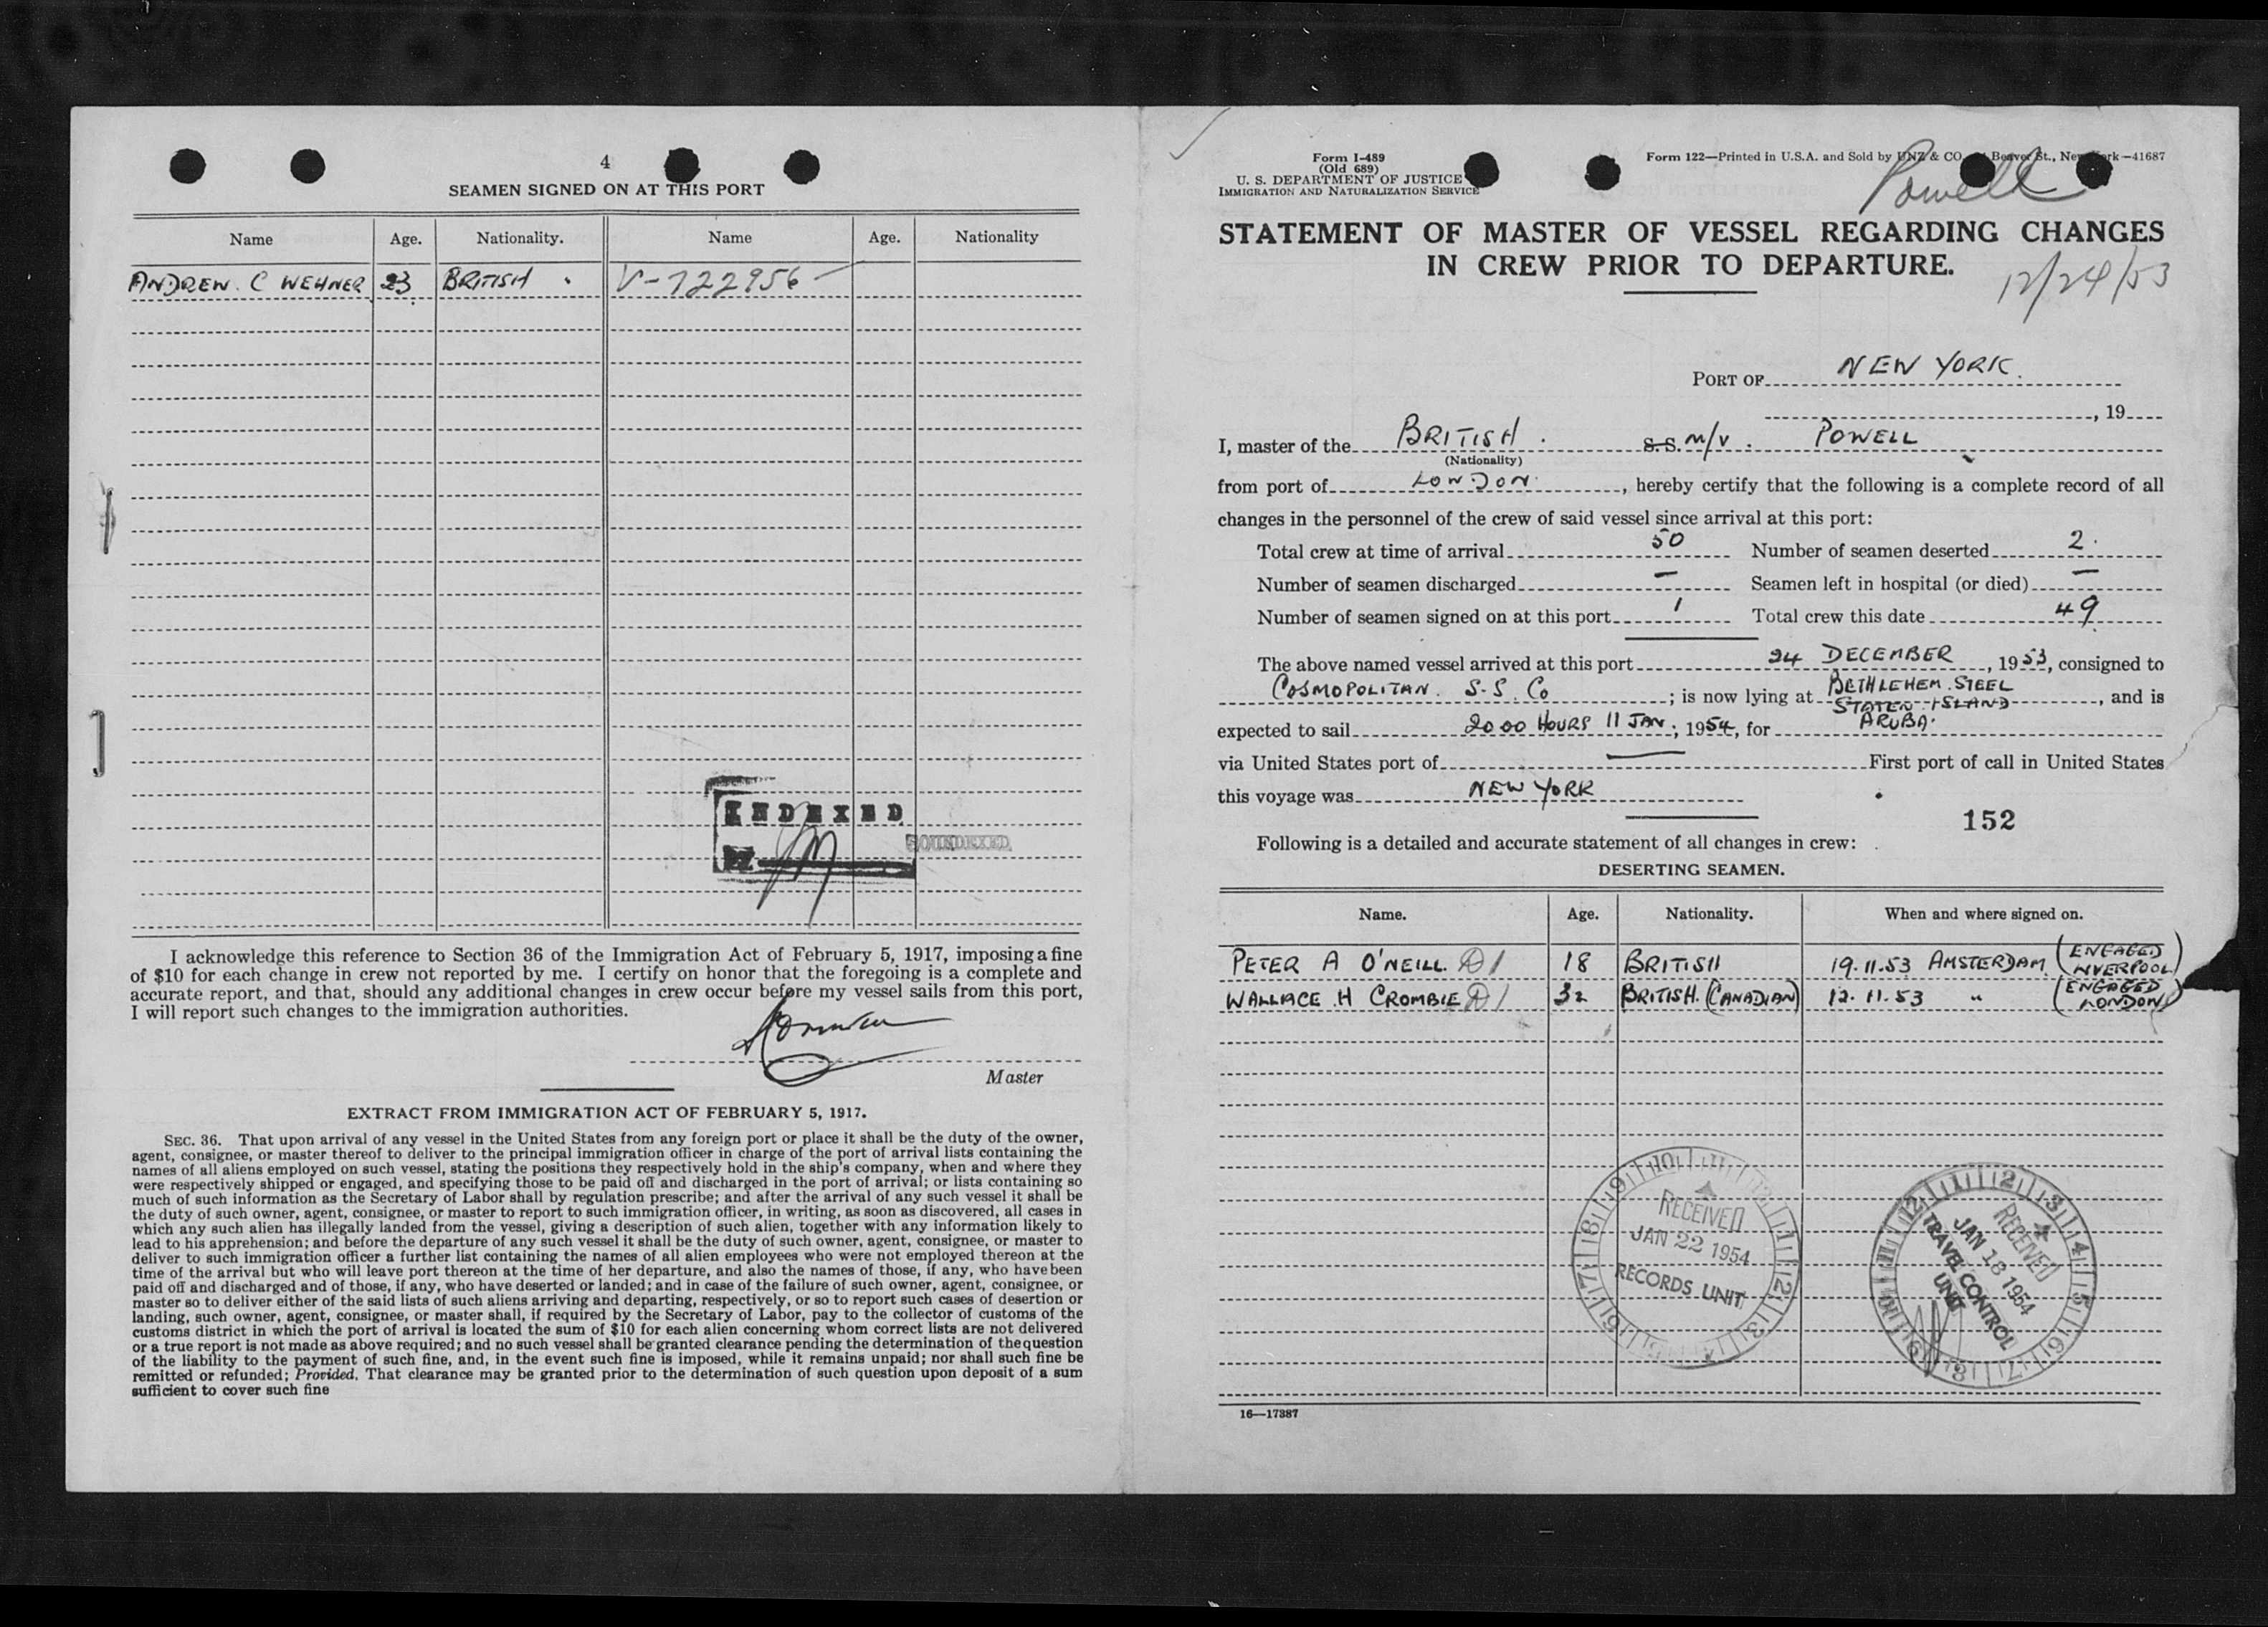 4
SEAMEN SIGNED ON AT THIS PORT
Name Age. Nationality. Name Age. Nationality
ANDREW. C WEHNER 23 BRITISH . V-722956
INDEXED
SOUNDEXED
I acknowledge this reference to Section 36 of the Immigration Act of February 5, 1917, imposing a fine
of $10 for each change in crew not reported by me. I certify on honor that the foregoing is a complete and
accurate report, and that, should any additional changes in crew occur before my vessel sails from this port,
I will report such changes to the immigration authorities.
Master
EXTRACT FROM IMMIGRATION ACT OF FEBRUARY 5, 1917.
SEC. 36. That upon arrival of any vessel in the United States from any foreign port or place it shall be the duty of the owner,
agent, consignee, or master thereof to deliver to the principal immigration officer in charge of the port of arrival lists containing the
names of all aliens employed on such vessel, stating the positions they respectively hold in the ship's company, when and where they
were respectively shipped or engaged, and specifying those to be paid off and discharged in the port of arrival; or lists containing so
much of such information as the Secretary of Labor shall by regulation prescribe; and after the arrival of any such vessel it shall be
the duty of such owner, agent, consignee, or master to report to such immigration officer, in writing, as soon as discovered, all cases in
which any such alien has illegally landed from the vessel, giving a description of such alien, together with any information likely to
lead to his apprehension; and before the departure of any such vessel it shall be the duty of such owner, agent, consignee, or master to
deliver to such immigration officer a further list containing the names of all alien employees who were not employed thereon at the
time of the arrival but who will leave port thereon at the time of her departure, and also the names of those, if any, who have been
paid off and discharged and of those, if any, who have deserted or landed; and in case of the failure of such owner, agent, consignee, or
master so to deliver either of the said lists of such aliens arriving and departing, respectively, or so to report such cases of desertion or
landing, such owner, agent, consignee, or master shall, if required by the Secretary of Labor, pay to the collector of customs of the
customs district in which the port of arrival is located the sum of $10 for each alien concerning whom correct lists are not delivered
or a true report is not made as above required; and no such vessel shall be granted clearance pending the determination of the question
of the liability to the payment of such fine, and, in the event such fine is imposed, while it remains unpaid; nor shall such fine be
remitted or refunded; Provided, That clearance may be granted prior to the determination of such question upon deposit of a sum
sufficient to cover such fine
Form I-489
(Old 689)
U. S. DEPARTMENT OF JUSTICE
IMMIGRATION AND NATURALIZATION SERVICE
Form 122—Printed in U.S.A. and Sold by UNZ & CO. Beaver St., New York—41687
Powell
STATEMENT OF MASTER OF VESSEL REGARDING CHANGES
IN CREW PRIOR TO DEPARTURE.
12/24/53
PORT OF NEW YORK.
, 19
I, master of the BRITISH . S.S. M/V . POWELL
(Nationality)
from port of LONDON , hereby certify that the following is a complete record of all
changes in the personnel of the crew of said vessel since arrival at this port:
Total crew at time of arrival 50 Number of seamen deserted 2.
Number of seamen discharged — Seamen left in hospital (or died) —
Number of seamen signed on at this port 1 Total crew this date 49
The above named vessel arrived at this port 24 DECEMBER , 1953, consigned to
COSMOPOLITAN. S.S. Co ; is now lying at BETHLEHEM. STEEL STATEN ISLAND , and is
expected to sail 2000 HOURS 11 JAN ; 1954, for ARUBA.
via United States port of — First port of call in United States
this voyage was NEW YORK
152
Following is a detailed and accurate statement of all changes in crew:
DESERTING SEAMEN.
Name. Age. Nationality. When and where signed on.
PETER A O'NEILL. D1 18 BRITISH 19.11.53 AMSTERDAM (ENGAGED LIVERPOOL)
WALLACE .H CROMBIE D1 32 BRITISH. (CANADIAN) 12.11.53 " (ENGAGED LONDON)
RECEIVED
JAN 22 1954
RECORDS UNIT
RECEIVED
JAN 18 1954
TRAVEL CONTROL
UNIT
16—17387